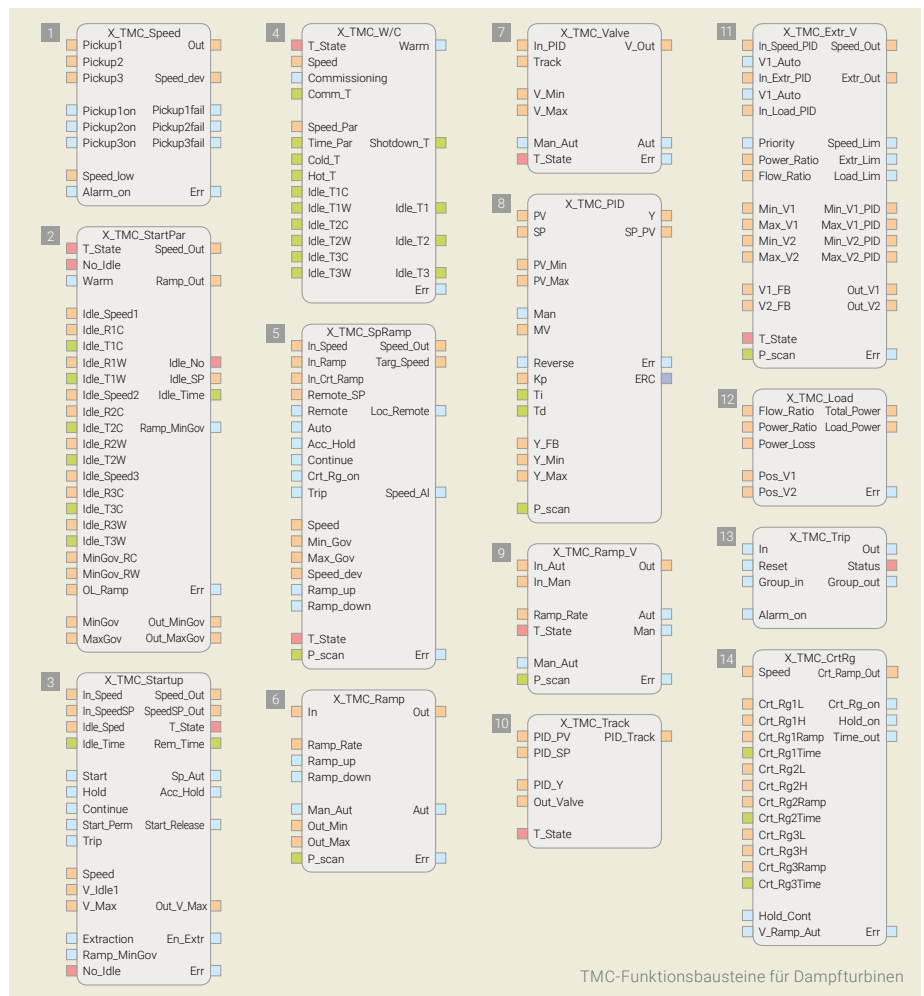 1
X_TMC_Speed
Pickup1 Out
Pickup2
Pickup3 Speed_dev
Pickup1on Pickup1fail
Pickup2on Pickup2fail
Pickup3on Pickup3fail
Speed_low
Alarm_on Err
2
X_TMC_StartPar
T_State Speed_Out
No_Idle
Warm Ramp_Out
Idle_Speed1
Idle_R1C
Idle_T1C
Idle_R1W Idle_No
Idle_T1W Idle_SP
Idle_Speed2 Idle_Time
Idle_R2C
Idle_T2C Ramp_MinGov
Idle_R2W
Idle_T2W
Idle_Speed3
Idle_R3C
Idle_T3C
Idle_R3W
Idle_T3W
MinGov_RC
MinGov_RW
OL_Ramp Err
MinGov Out_MinGov
MaxGov Out_MaxGov
3
X_TMC_Startup
In_Speed Speed_Out
In_SpeedSP SpeedSP_Out
Idle_Sped T_State
Idle_Time Rem_Time
Start Sp_Aut
Hold Acc_Hold
Continue
Start_Perm Start_Release
Trip
Speed
V_Idle1
V_Max Out_V_Max
Extraction En_Extr
Ramp_MinGov
No_Idle Err
4
X_TMC_W/C
T_State Warm
Speed
Commissioning
Comm_T
Speed_Par
Time_Par Shotdown_T
Cold_T
Hot_T
Idle_T1C
Idle_T1W Idle_T1
Idle_T2C
Idle_T2W Idle_T2
Idle_T3C
Idle_T3W Idle_T3
Err
5
X_TMC_SpRamp
In_Speed Speed_Out
In_Ramp Targ_Speed
In_Crt_Ramp
Remote_SP
Remote Loc_Remote
Auto
Acc_Hold
Continue
Crt_Rg_on
Trip Speed_Al
Speed
Min_Gov
Max_Gov
Speed_dev
Ramp_up
Ramp_down
T_State
P_scan Err
6
X_TMC_Ramp
In Out
Ramp_Rate
Ramp_up
Ramp_down
Man_Aut Aut
Out_Min
Out_Max
P_scan Err
7
X_TMC_Valve
In_PID V_Out
Track
V_Min
V_Max
Man_Aut Aut
T_State Err
8
X_TMC_PID
PV Y
SP SP_PV
PV_Min
PV_Max
Man
MV
Reverse Err
Kp ERC
Ti
Td
Y_FB
Y_Min
Y_Max
P_scan
9
X_TMC_Ramp_V
In_Aut Out
In_Man
Ramp_Rate Aut
T_State Man
Man_Aut
P_scan Err
10
X_TMC_Track
PID_PV PID_Track
PID_SP
PID_Y
Out_Valve
T_State
11
X_TMC_Extr_V
In_Speed_PID Speed_Out
V1_Auto
In_Extr_PID Extr_Out
V1_Auto
In_Load_PID
Priority Speed_Lim
Power_Ratio Extr_Lim
Flow_Ratio Load_Lim
Min_V1 Min_V1_PID
Max_V1 Max_V1_PID
Min_V2 Min_V2_PID
Max_V2 Max_V2_PID
V1_FB Out_V1
V2_FB Out_V2
T_State
P_scan Err
12
X_TMC_Load
Flow_Ratio Total_Power
Power_Ratio Load_Power
Power_Loss
Pos_V1
Pos_V2 Err
13
X_TMC_Trip
In Out
Reset Status
Group_in Group_out
Alarm_on
14
X_TMC_CrtRg
Speed Crt_Ramp_Out
Crt_Rg1L Crt_Rg_on
Crt_Rg1H Hold_on
Crt_Rg1Ramp Time_out
Crt_Rg1Time
Crt_Rg2L
Crt_Rg2H
Crt_Rg2Ramp
Crt_Rg2Time
Crt_Rg3L
Crt_Rg3H
Crt_Rg3Ramp
Crt_Rg3Time
Hold_Cont
V_Ramp_Aut Err
TMC-Funktionsbausteine für Dampfturbinen